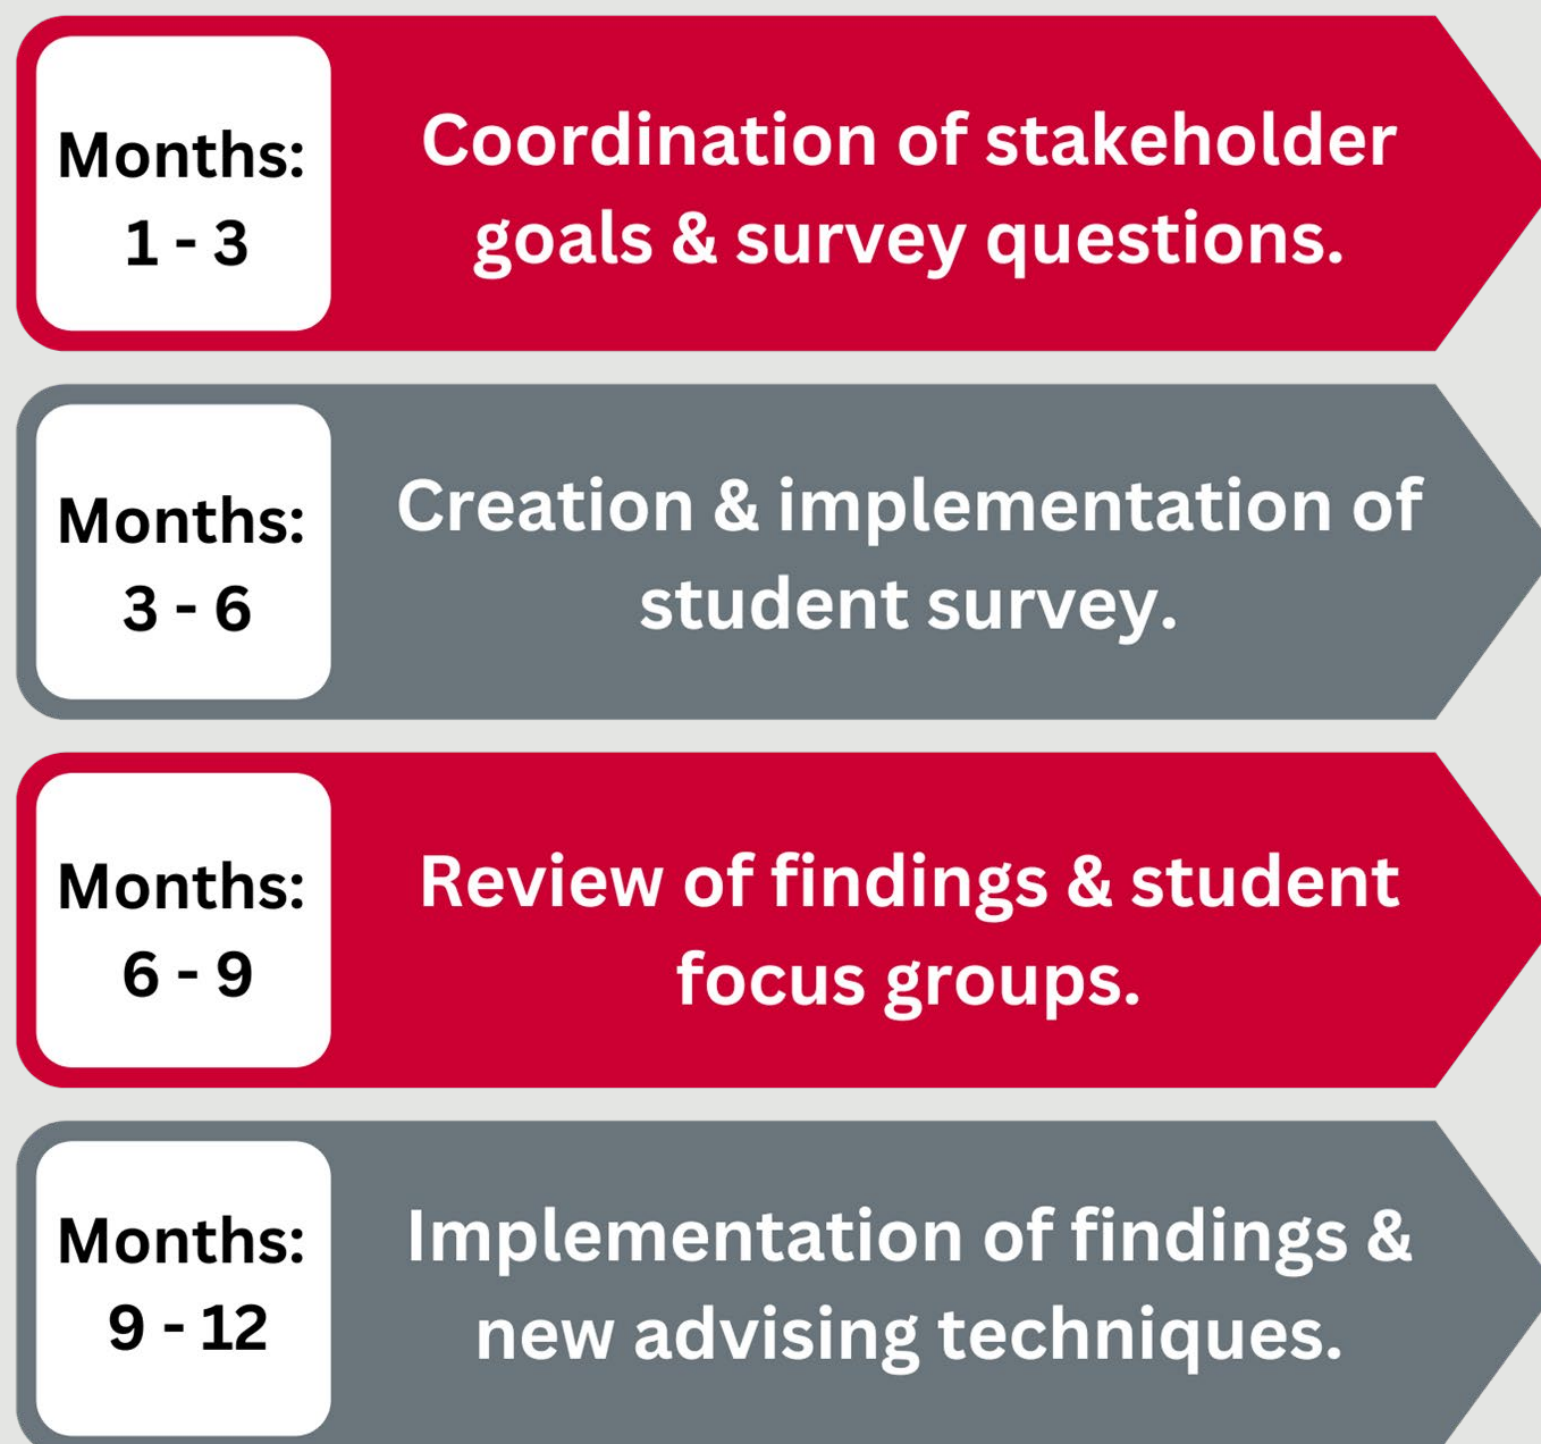 Months:
1 - 3
Coordination of stakeholder
goals & survey questions.
Months:
3 - 6
Creation & implementation of
student survey.
Months:
6 - 9
Review of findings & student
focus groups.
Months:
9 - 12
Implementation of findings &
new advising techniques.